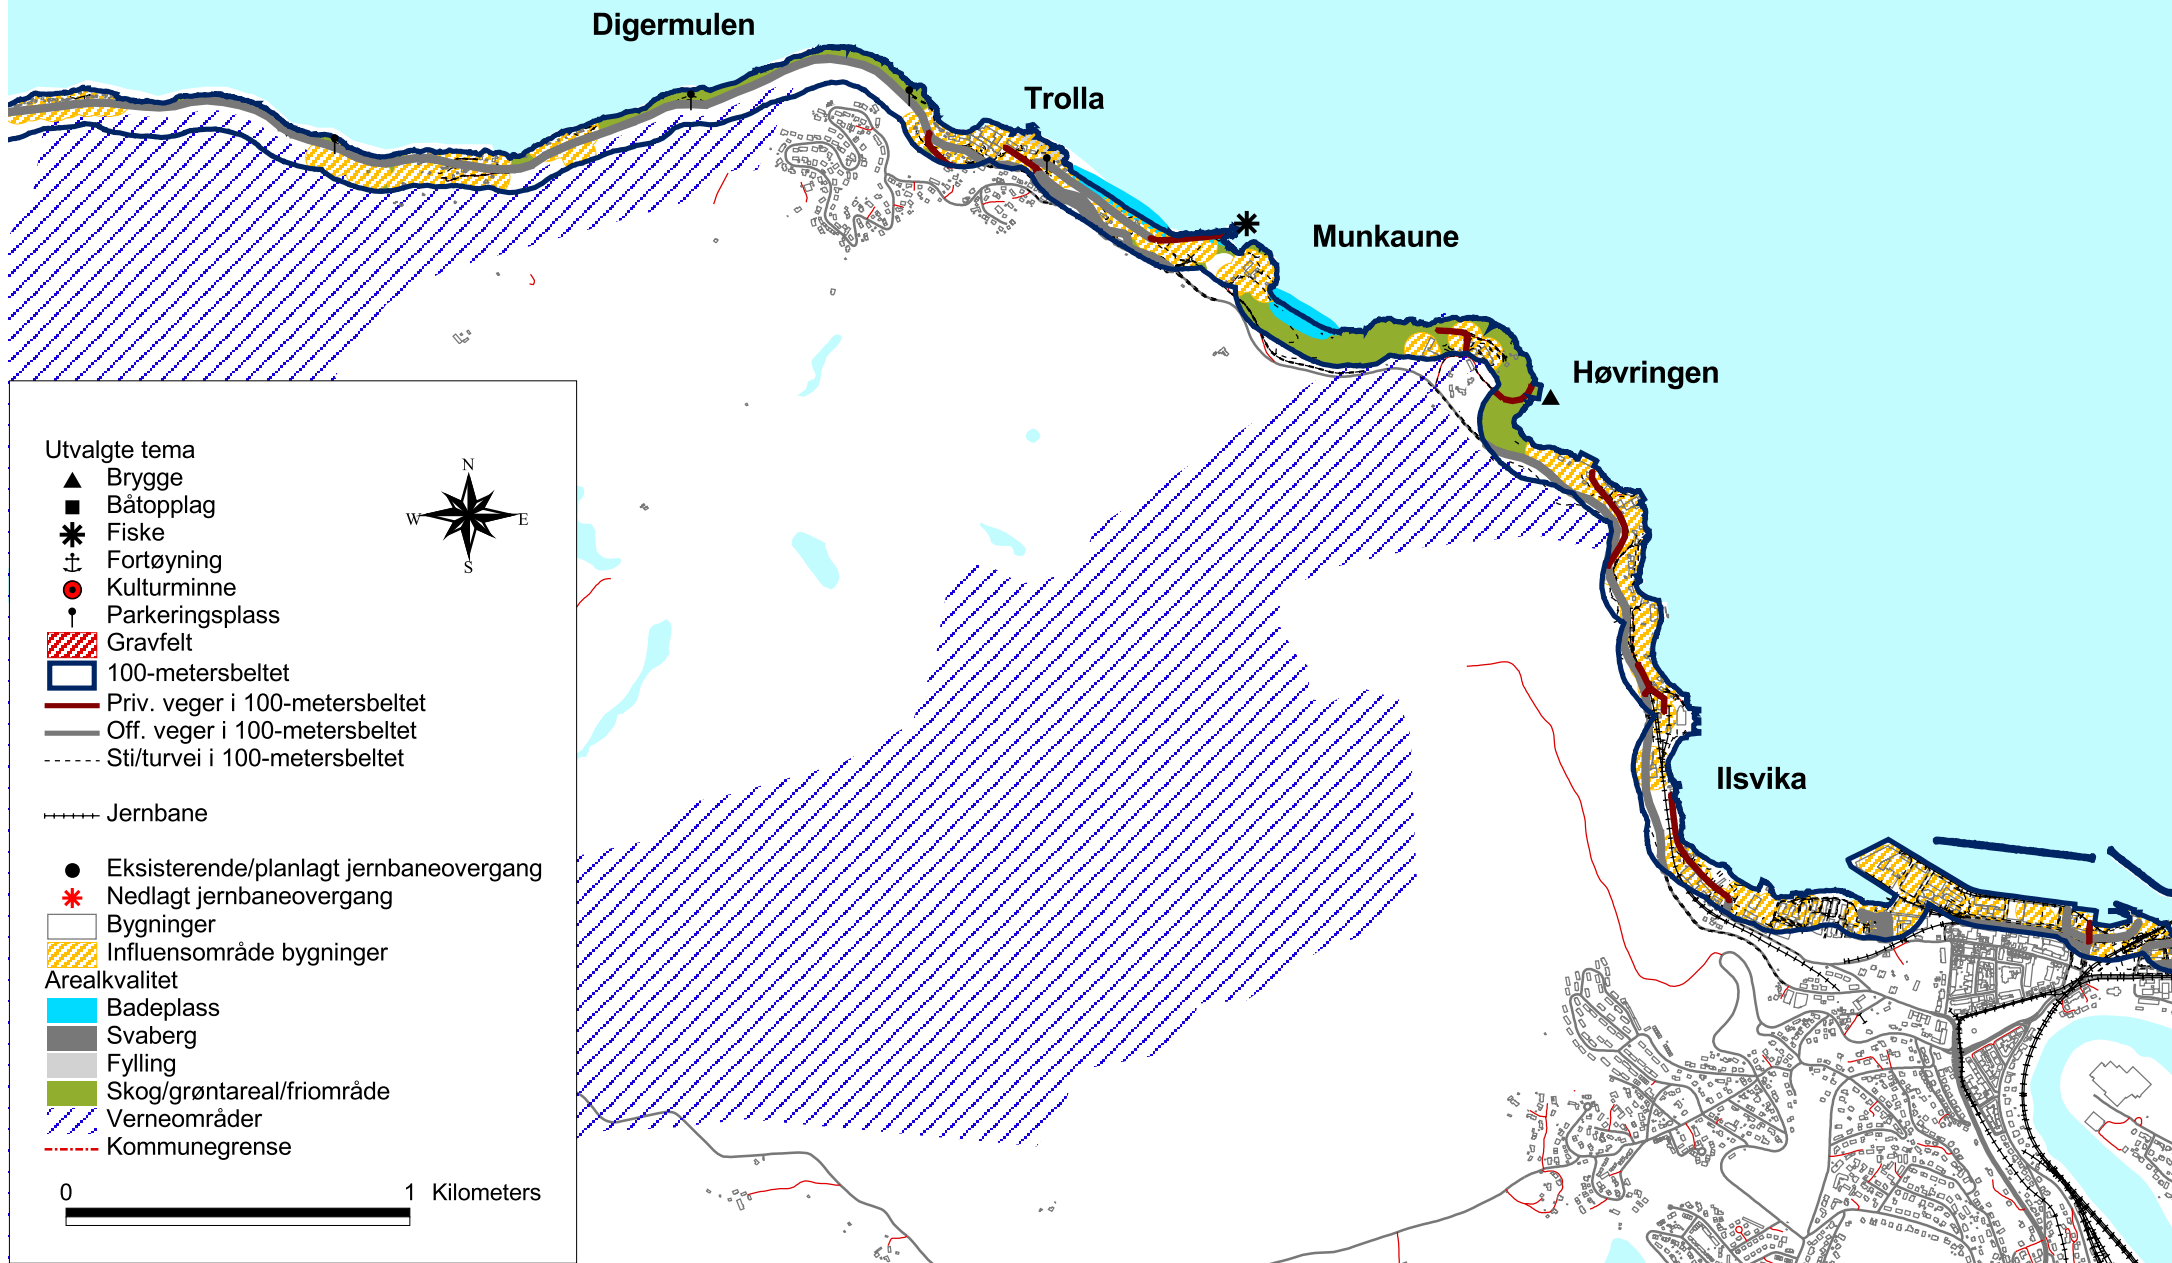 Digermulen
Trolla
Munkaune
Høvringen
Ilsvika
Utvalgte tema
Brygge
Båtopplag
Fiske
Fortøyning
Kulturminne
Parkeringsplass
Gravfelt
100-metersbeltet
Priv. veger i 100-metersbeltet
Off. veger i 100-metersbeltet
Sti/turvei i 100-metersbeltet
Jernbane
Eksisterende/planlagt jernbaneovergang
Nedlagt jernbaneovergang
Bygninger
Influensområde bygninger
Arealkvalitet
Badeplass
Svaberg
Fylling
Skog/grøntareal/friområde
Verneområder
Kommunegrense
0 1 Kilometers
N
W E
S